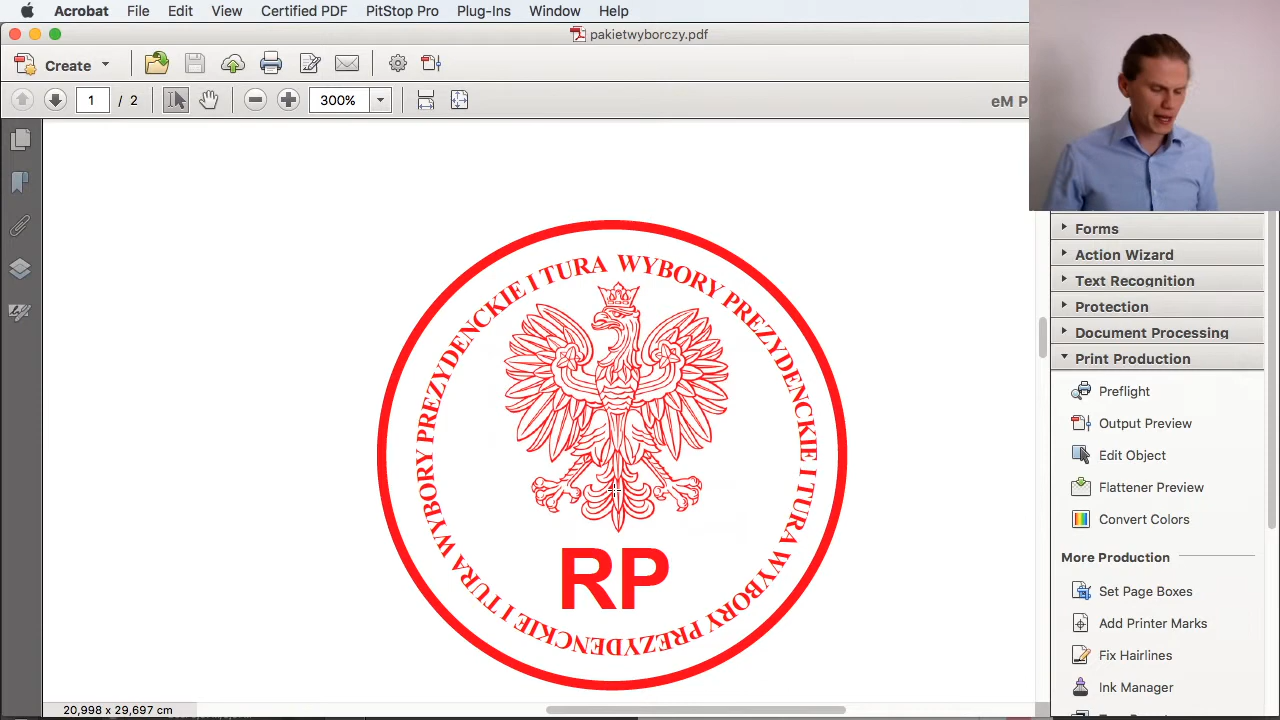 Acrobat File Edit View Certified PDF PitStop Pro Plug-Ins Window Help
pakietwyborczy.pdf
Create
1 / 2 300% eM P
WYBORY PREZYDENCKIE I TURA WYBORY PREZYDENCKIE I TURA WYBORY PREZYDENCKIE I TURA
RP
Forms
Action Wizard
Text Recognition
Protection
Document Processing
Print Production
Preflight
Output Preview
Edit Object
Flattener Preview
Convert Colors
More Production
Set Page Boxes
Add Printer Marks
Fix Hairlines
Ink Manager
20,998 x 29,697 cm